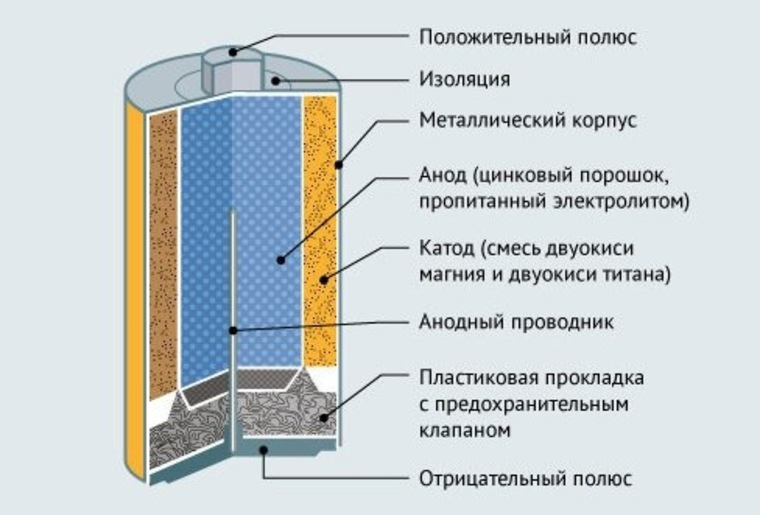 Положительный полюс
Изоляция
Металлический корпус
Анод (цинковый порошок,
пропитанный электролитом)
Катод (смесь двуокиси
магния и двуокиси титана)
Анодный проводник
Пластиковая прокладка
с предохранительным
клапаном
Отрицательный полюс